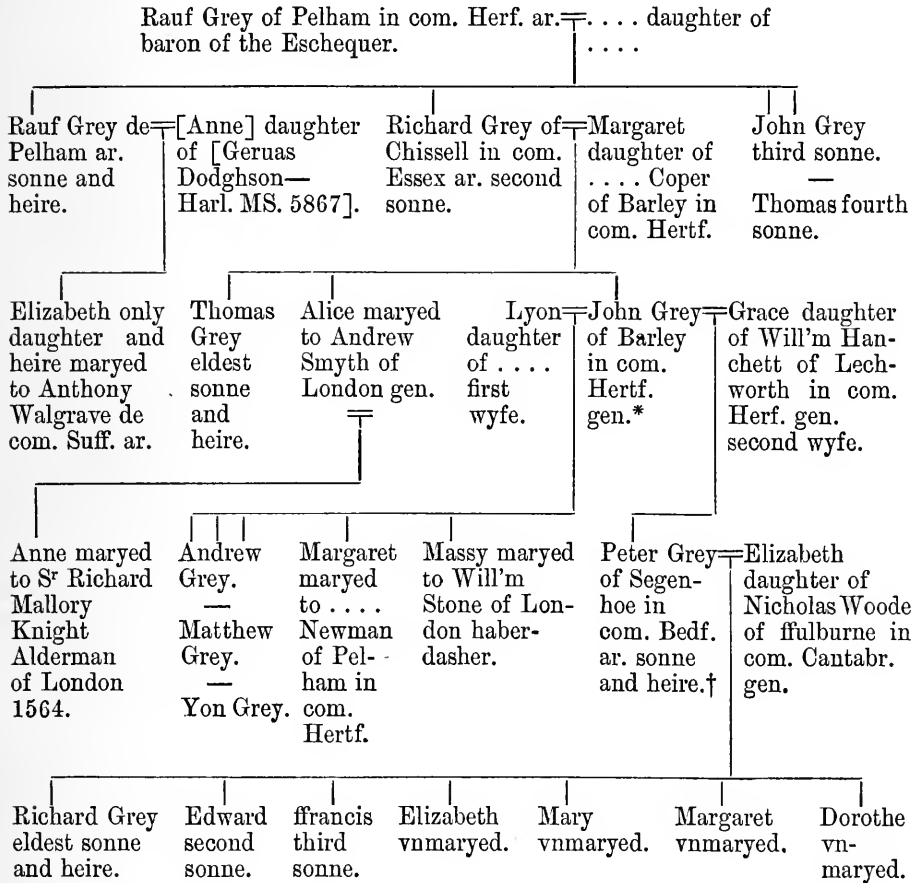 Rauf Grey of Pelham in com. Herf. ar.=. . . . daughter of
baron of the Eschequer. . . . .
Rauf Grey de=[Anne] daughter
Pelham ar. of [Geruas
sonne and Dodghson—
heire. Harl. MS. 5867].
Richard Grey of=Margaret
Chissell in com. daughter of
Essex ar. second . . . . Coper
sonne. of Barley in
com. Hertf.
John Grey
third sonne.
—
Thomas fourth
sonne.
Elizabeth only
daughter and
heire maryed
to Anthony
Walgrave de
com. Suff. ar.
Thomas
Grey
eldest
sonne
and
heire.
Alice maryed
to Andrew
Smyth of
London gen.
=
Lyon=John Grey=Grace daughter
daughter of Barley of Will'm Han-
of . . . . in com. chett of Lech-
first Hertf. worth in com.
wyfe. gen.* Herf. gen.
second wyfe.
Anne maryed
to Sr Richard
Mallory
Knight
Alderman
of London
1564.
Andrew
Grey.
—
Matthew
Grey.
—
Yon Grey.
Margaret
maryed
to . . . .
Newman
of Pel-
ham in
com.
Hertf.
Massy maryed
to Will'm
Stone of Lon-
don haber-
dasher.
Peter Grey=Elizabeth
of Segen- daughter of
hoe in Nicholas Woode
com. Bedf. of ffulburne in
ar. sonne com. Cantabr.
and heire.† gen.
Richard Grey
eldest sonne
and heire.
Edward
second
sonne.
ffrancis
third
sonne.
Elizabeth
vnmaryed.
Mary
vnmaryed.
Margaret
vnmaryed.
Dorothe
vn-
maryed.